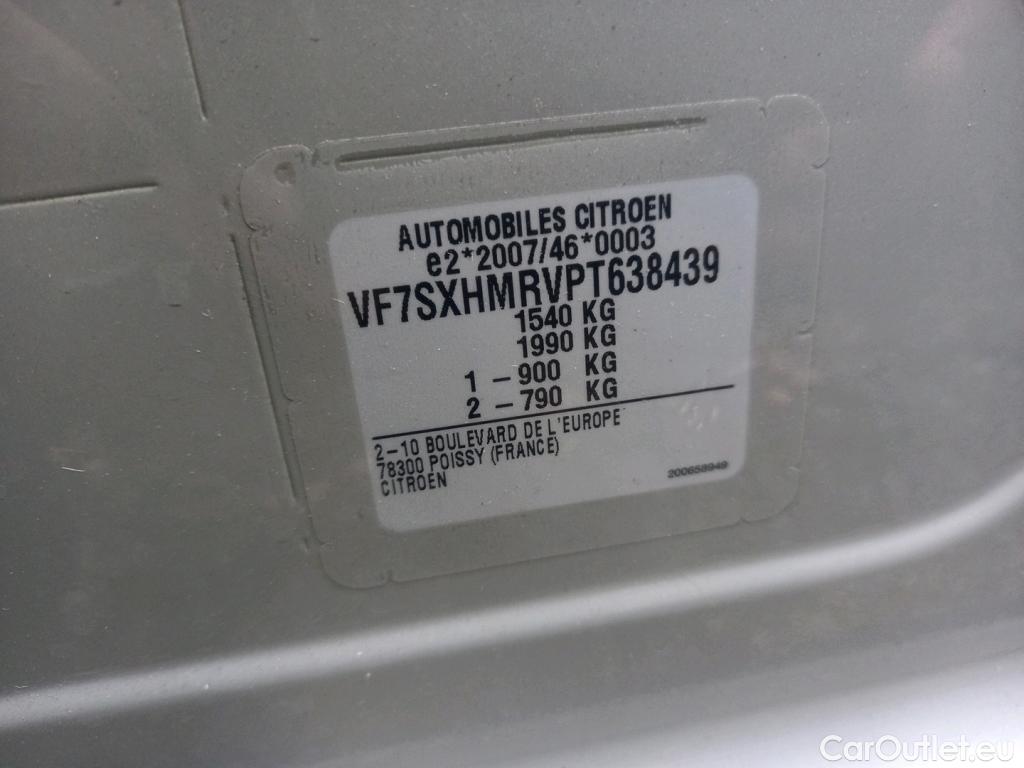 AUTOMOBILES CITROEN
e2*2007/46*0003
VF7SXHMRVPT638439
1540 KG
1990 KG
1 – 900 KG
2 – 790 KG
2–10 BOULEVARD DE L'EUROPE
78300 POISSY (FRANCE)
CITROEN
200658949
CarOutlet.eu